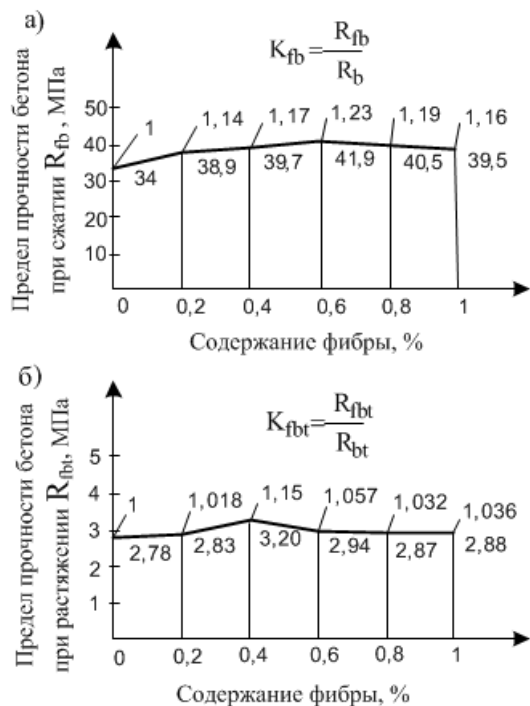 а)
K_fb = R_fb / R_b
Предел прочности бетона
при сжатии R_fb, МПа
50
40
30
20
10
1
1,14
1,17
1,23
1,19
1,16
34
38,9
39,7
41,9
40,5
39,5
0 0,2 0,4 0,6 0,8 1
Содержание фибры, %
б)
K_fbt = R_fbt / R_bt
Предел прочности бетона
при растяжении R_fbt, МПа
5
4
3
2
1
1
1,018
1,15
1,057
1,032
1,036
2,78
2,83
3,20
2,94
2,87
2,88
0 0,2 0,4 0,6 0,8 1
Содержание фибры, %